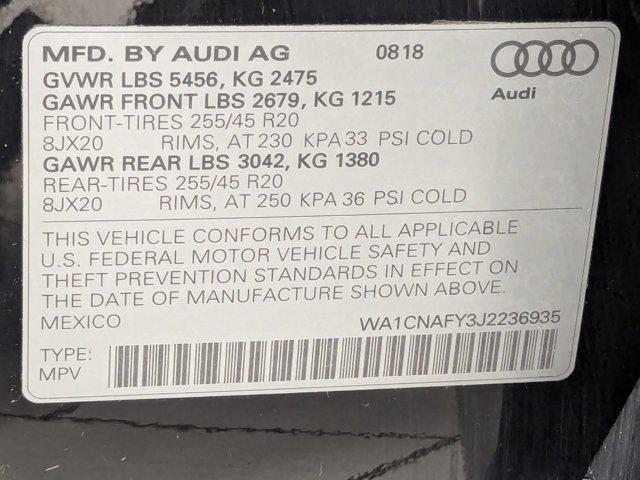 MFD. BY AUDI AG 0818
GVWR LBS 5456, KG 2475
GAWR FRONT LBS 2679, KG 1215
Audi
FRONT-TIRES 255/45 R20
8JX20 RIMS, AT 230 KPA 33 PSI COLD
GAWR REAR LBS 3042, KG 1380
REAR-TIRES 255/45 R20
8JX20 RIMS, AT 250 KPA 36 PSI COLD
THIS VEHICLE CONFORMS TO ALL APPLICABLE
U.S. FEDERAL MOTOR VEHICLE SAFETY AND
THEFT PREVENTION STANDARDS IN EFFECT ON
THE DATE OF MANUFACTURE SHOWN ABOVE.
MEXICO WA1CNAFY3J2236935
TYPE:
MPV